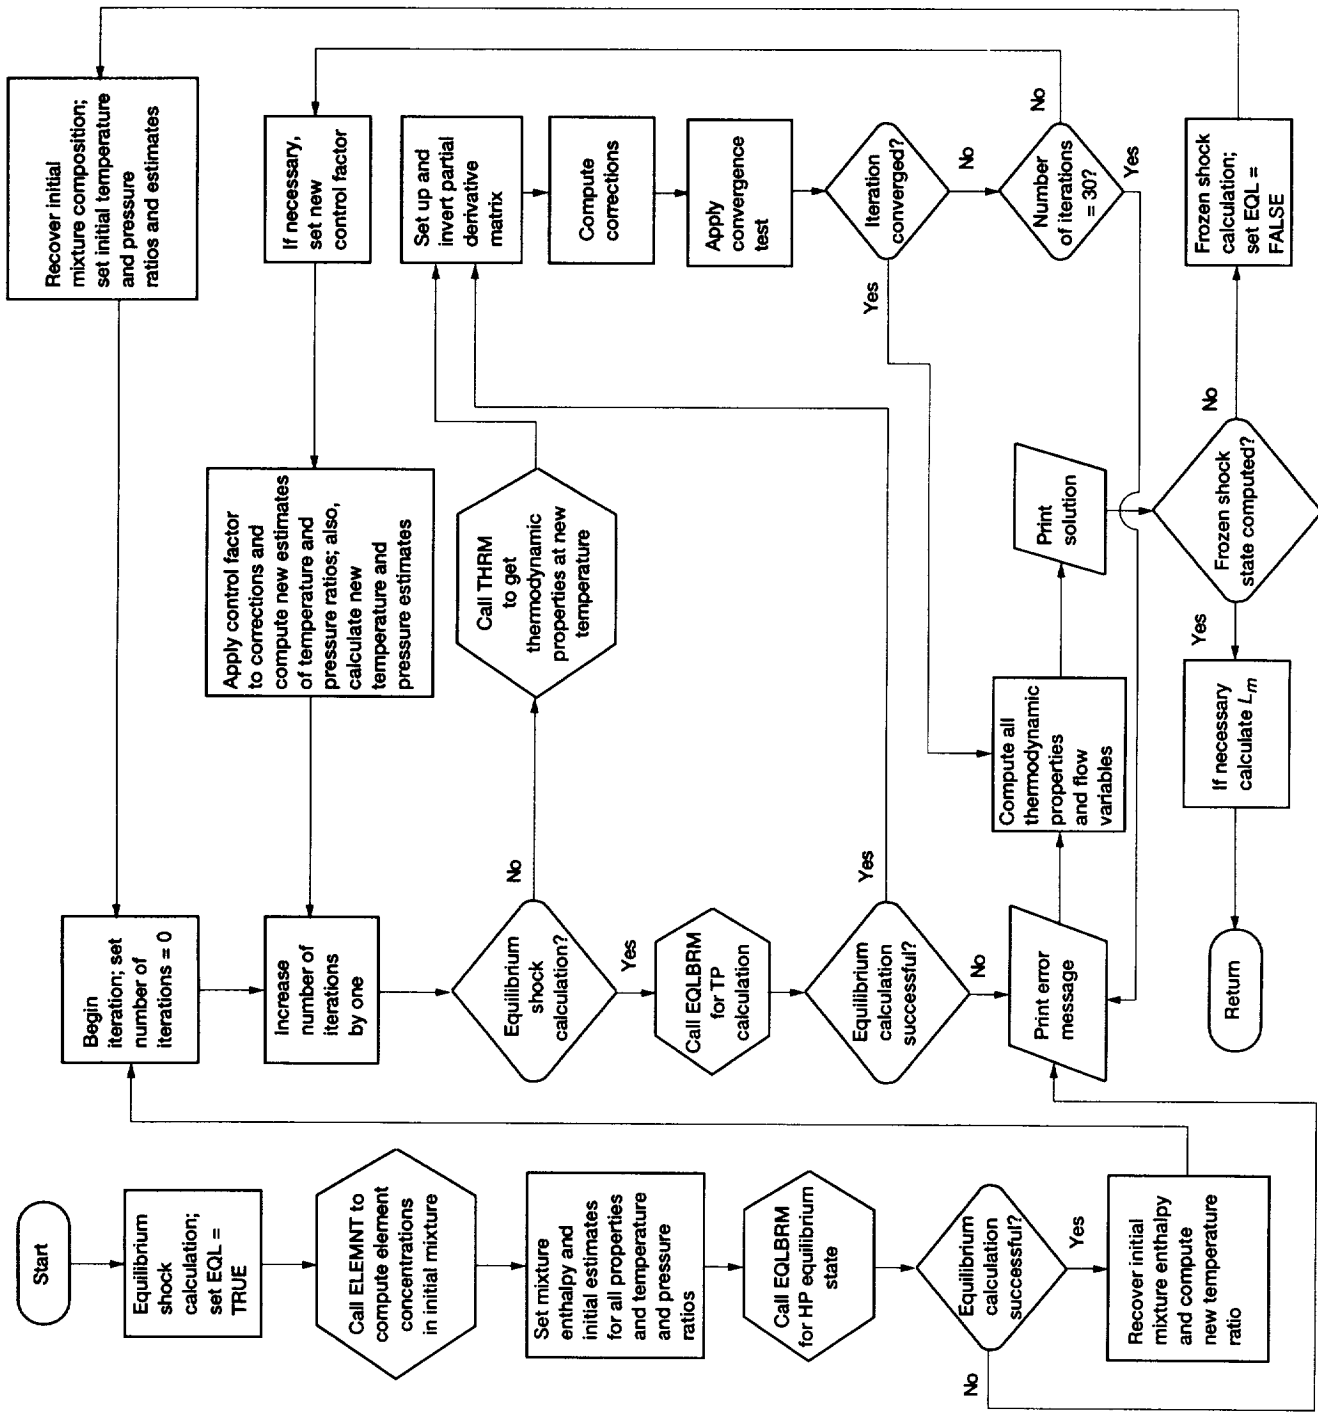 Start
Equilibrium
shock
calculation;
set EQL =
TRUE
Call ELEMNT to
compute element
concentrations
in initial mixture
Set mixture
enthalpy and
initial estimates
for all properties
and temperature
and pressure
ratios
Call EQLBRM
for HP equilibrium
state
Equilibrium
calculation
successful?
No
Yes
Recover initial
mixture enthalpy
and compute
new temperature
ratio
Begin
iteration; set
number of
iterations = 0
Increase
number of
iterations
by one
Equilibrium
shock
calculation?
No
Yes
Call EQLBRM
for TP
calculation
Equilibrium
calculation
successful?
Yes
No
Print error
message
Return
Apply control factor
to corrections and
compute new estimates
of temperature and
pressure ratios; also,
calculate new
temperature and
pressure estimates
Call THRM
to get
thermodynamic
properties at new
temperature
Compute all
thermodynamic
properties
and flow
variables
Print
solution
If necessary
calculate Lm
Yes
Frozen shock
state computed?
No
Recover initial
mixture composition;
set initial temperature
and pressure
ratios and estimates
If necessary,
set new
control factor
Set up and
invert partial
derivative
matrix
Compute
corrections
Apply
convergence
test
Iteration
converged?
Yes
No
Number
of iterations
= 30?
No
Yes
Frozen shock
calculation;
set EQL =
FALSE